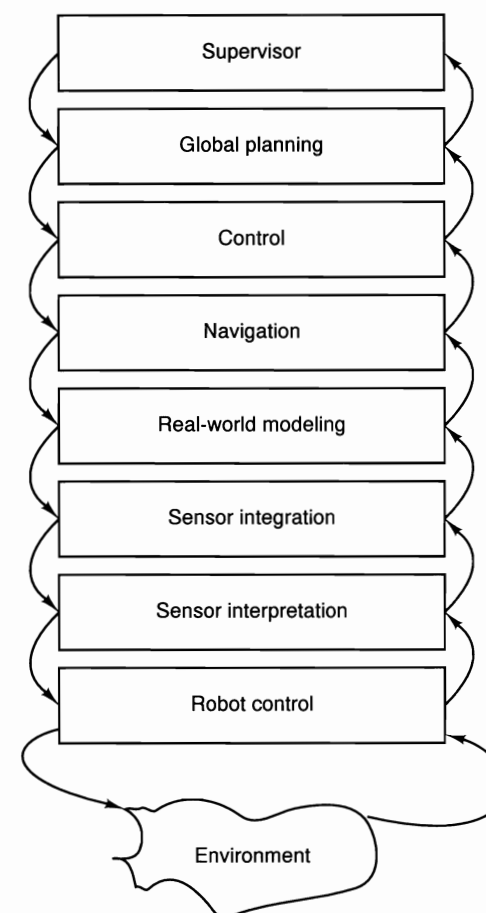 Supervisor
Global planning
Control
Navigation
Real-world modeling
Sensor integration
Sensor interpretation
Robot control
Environment